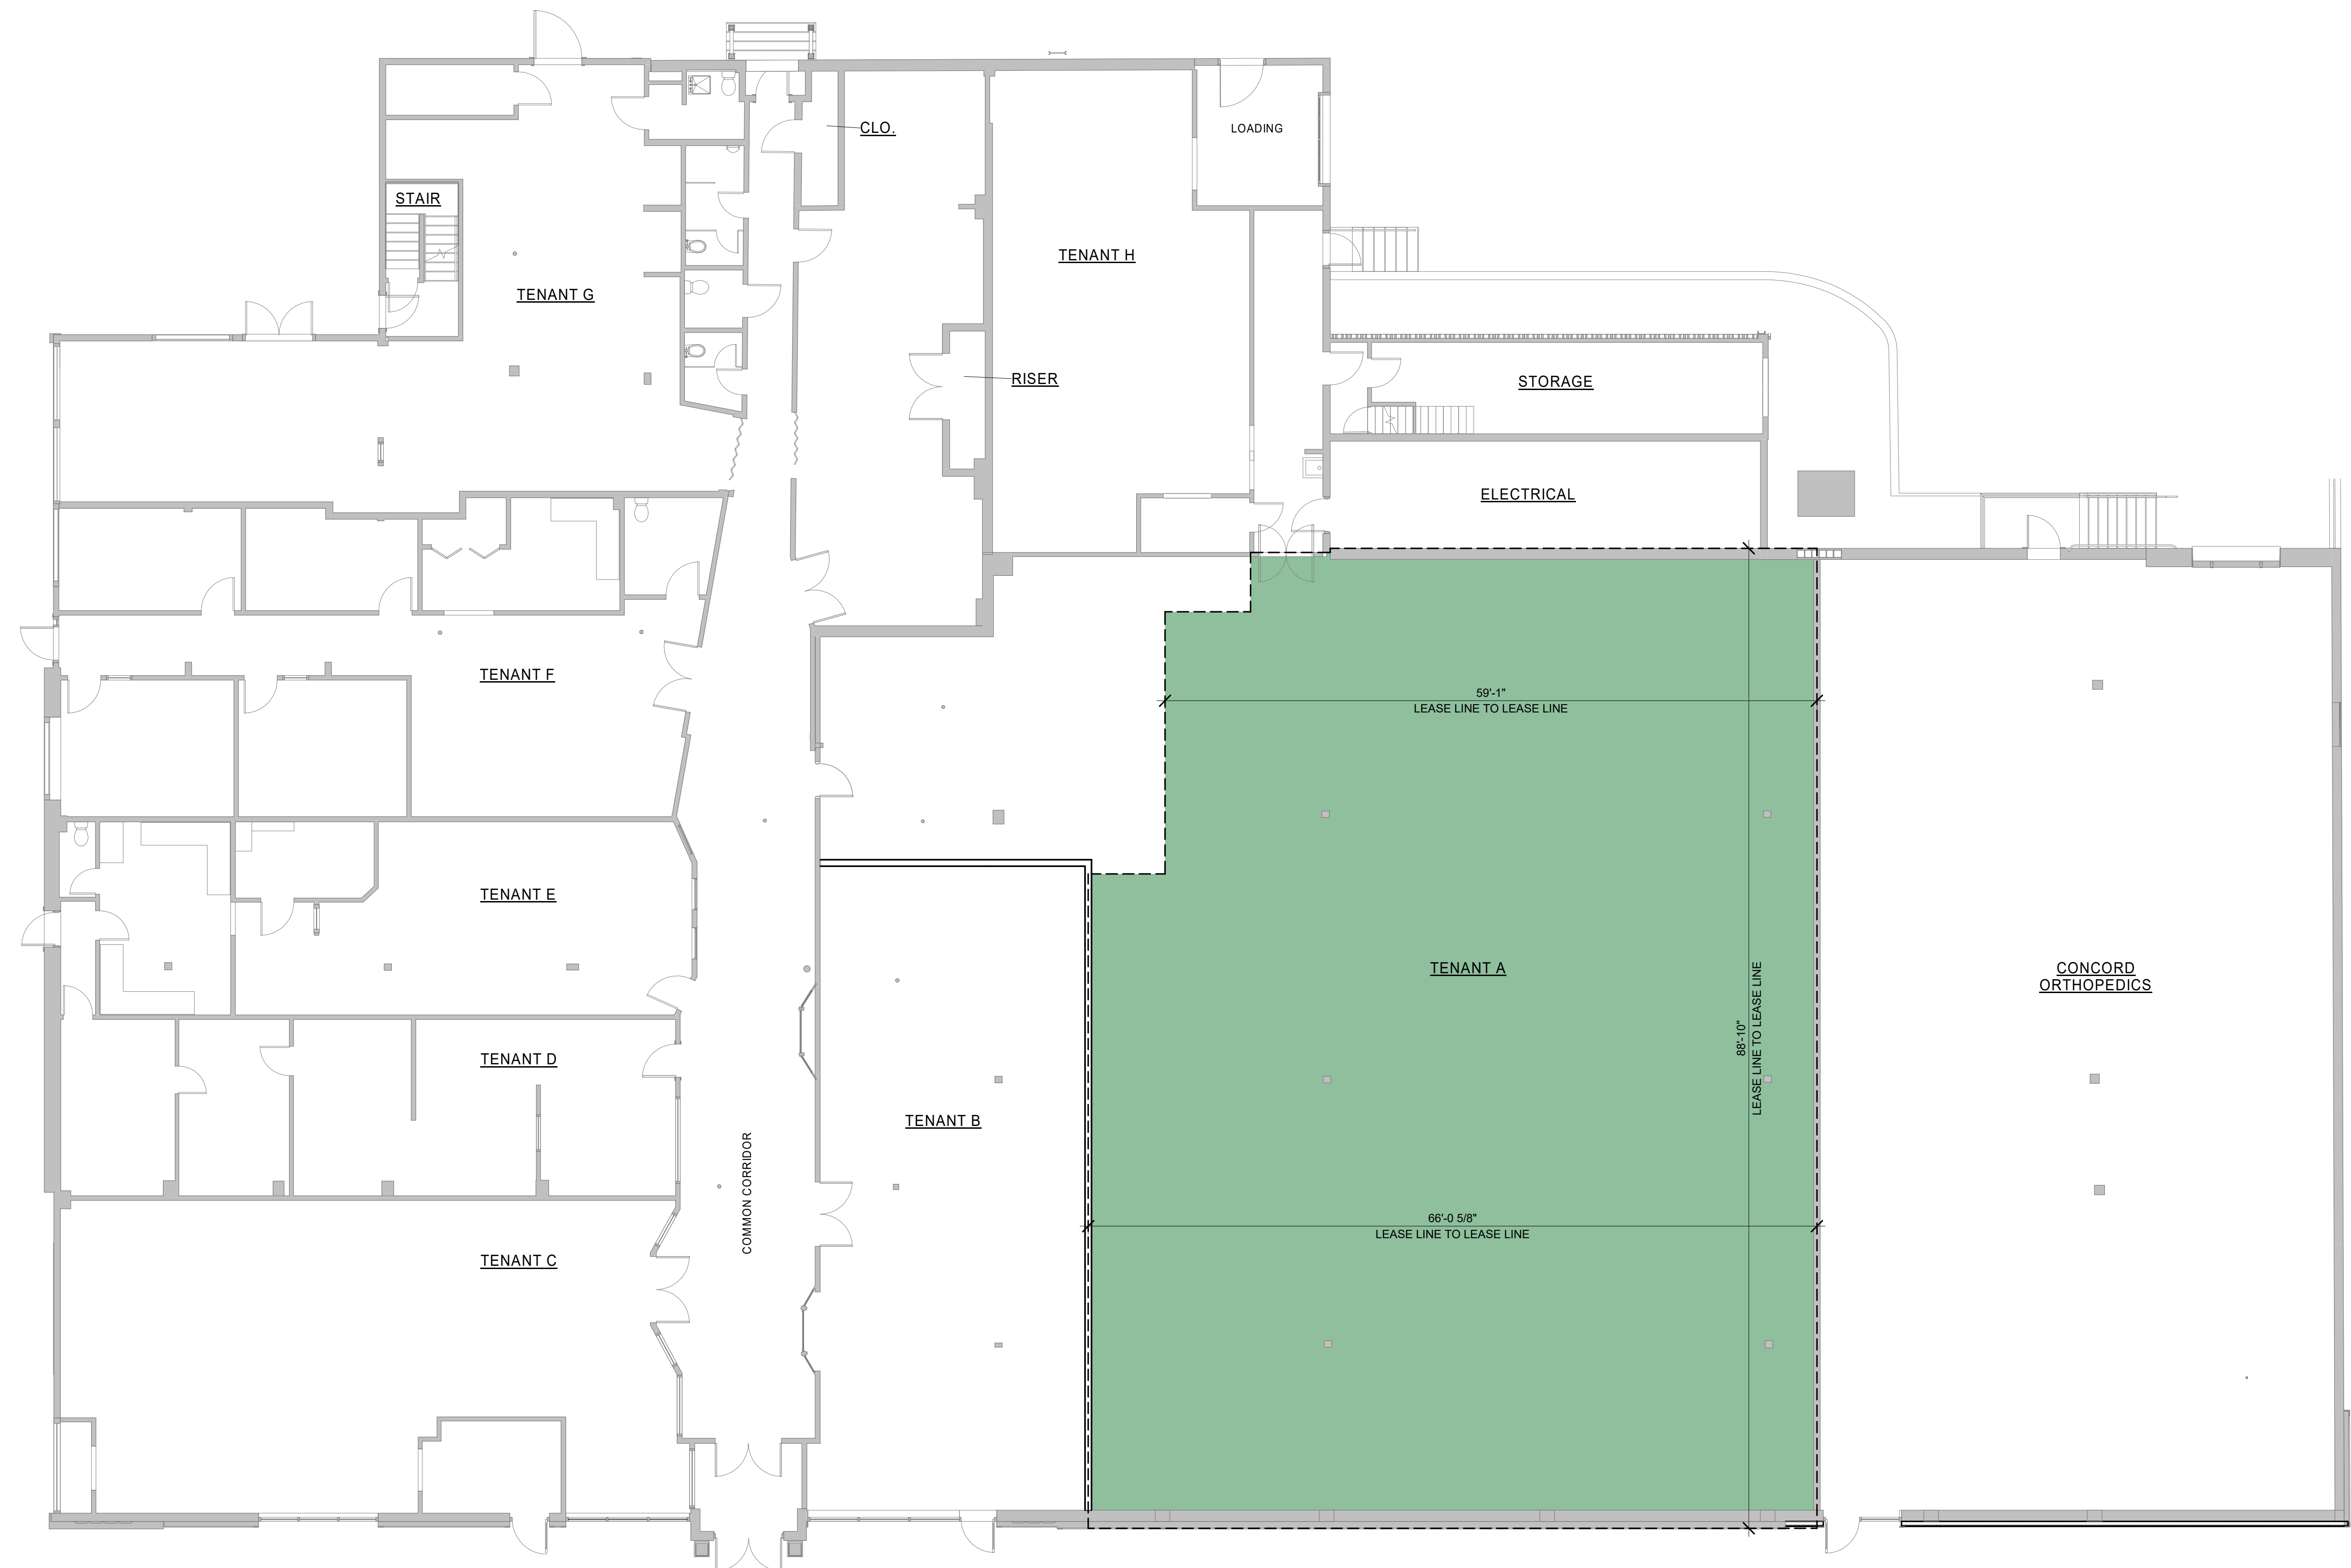 CLO.
LOADING
STAIR
TENANT H
TENANT G
RISER
STORAGE
ELECTRICAL
TENANT F
59'-1"
LEASE LINE TO LEASE LINE
TENANT E
TENANT A
CONCORD
ORTHOPEDICS
88'-10"
LEASE LINE TO LEASE LINE
TENANT D
TENANT B
COMMON CORRIDOR
66'-0 5/8"
LEASE LINE TO LEASE LINE
TENANT C